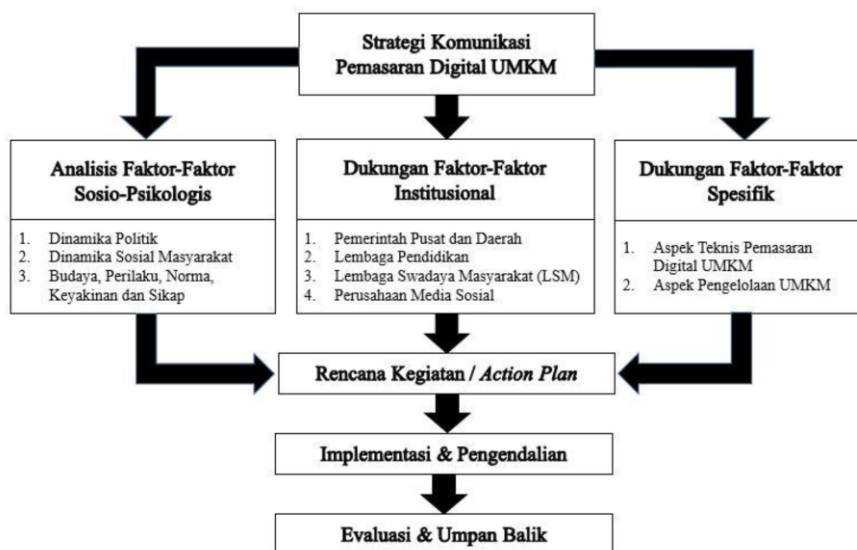 Strategi Komunikasi
Pemasaran Digital UMKM
Analisis Faktor-Faktor
Sosio-Psikologis
1. Dinamika Politik
2. Dinamika Sosial Masyarakat
3. Budaya, Perilaku, Norma,
Keyakinan dan Sikap
Dukungan Faktor-Faktor
Institusional
1. Pemerintah Pusat dan Daerah
2. Lembaga Pendidikan
3. Lembaga Swadaya Masyarakat (LSM)
4. Perusahaan Media Sosial
Dukungan Faktor-Faktor
Spesifik
1. Aspek Teknis Pemasaran
Digital UMKM
2. Aspek Pengelolaan UMKM
Rencana Kegiatan / Action Plan
Implementasi & Pengendalian
Evaluasi & Umpan Balik